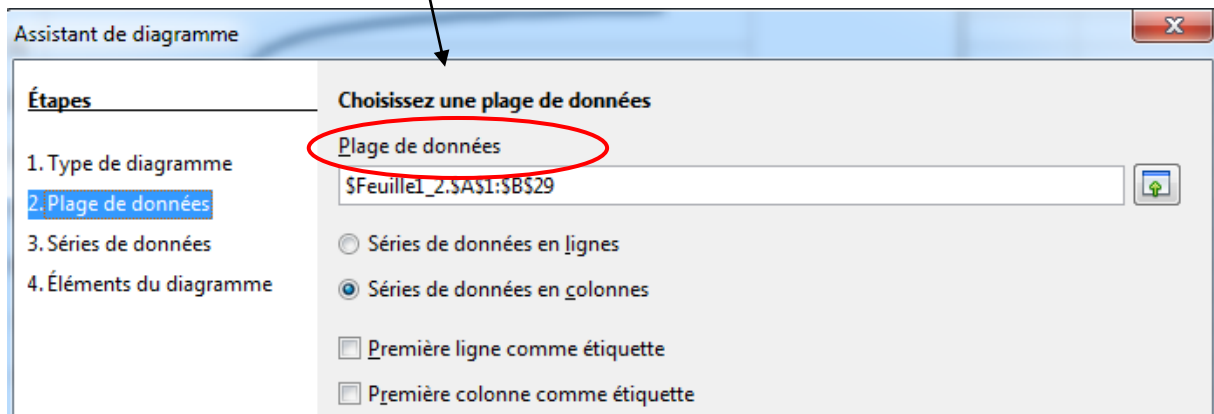 Assistant de diagramme
Étapes
1. Type de diagramme
2. Plage de données
3. Séries de données
4. Éléments du diagramme
Choisissez une plage de données
Plage de données
$Feuille1_2.$A$1:$B$29
Séries de données en lignes
Séries de données en colonnes
Première ligne comme étiquette
Première colonne comme étiquette